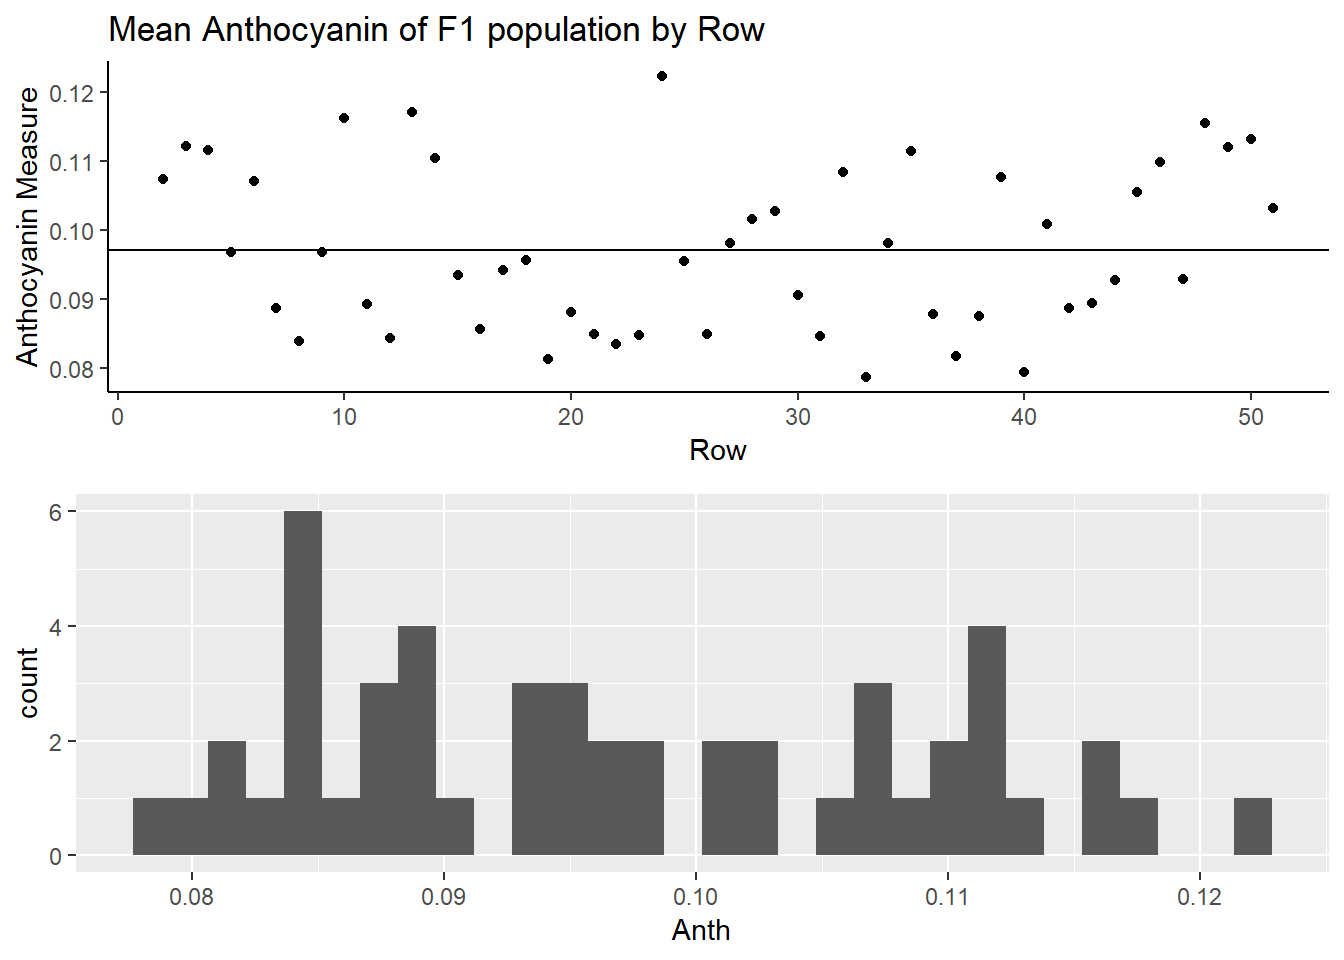 Mean Anthocyanin of F1 population by Row
Anthocyanin Measure
0.12
0.11
0.10
0.09
0.08
0 10 20 30 40 50
Row
count
6
4
2
0
0.08 0.09 0.10 0.11 0.12
Anth